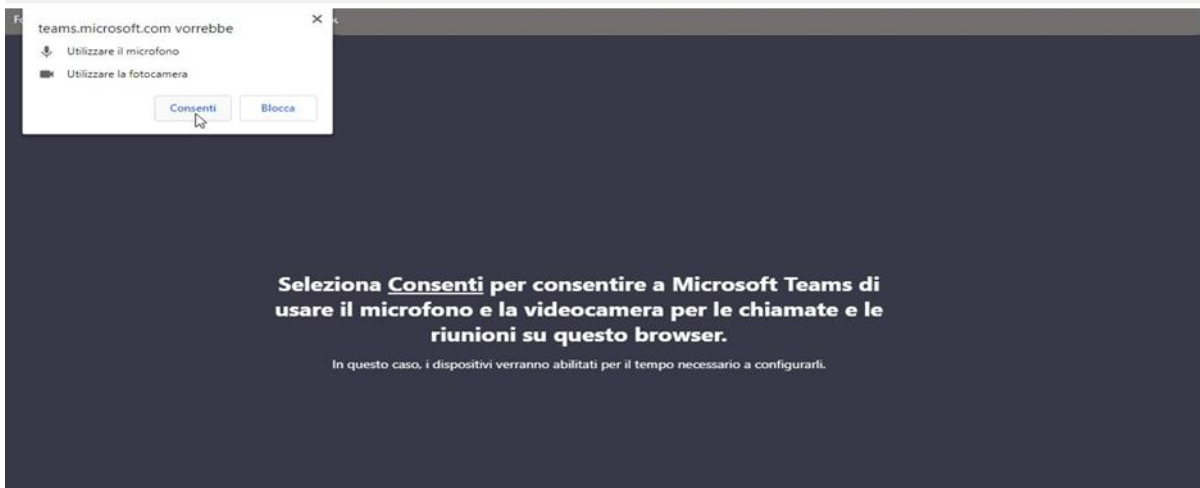 teams.microsoft.com vorrebbe
Utilizzare il microfono
Utilizzare la fotocamera
Consenti
Blocca
Seleziona Consenti per consentire a Microsoft Teams di
usare il microfono e la videocamera per le chiamate e le
riunioni su questo browser.
In questo caso, i dispositivi verranno abilitati per il tempo necessario a configurarli.